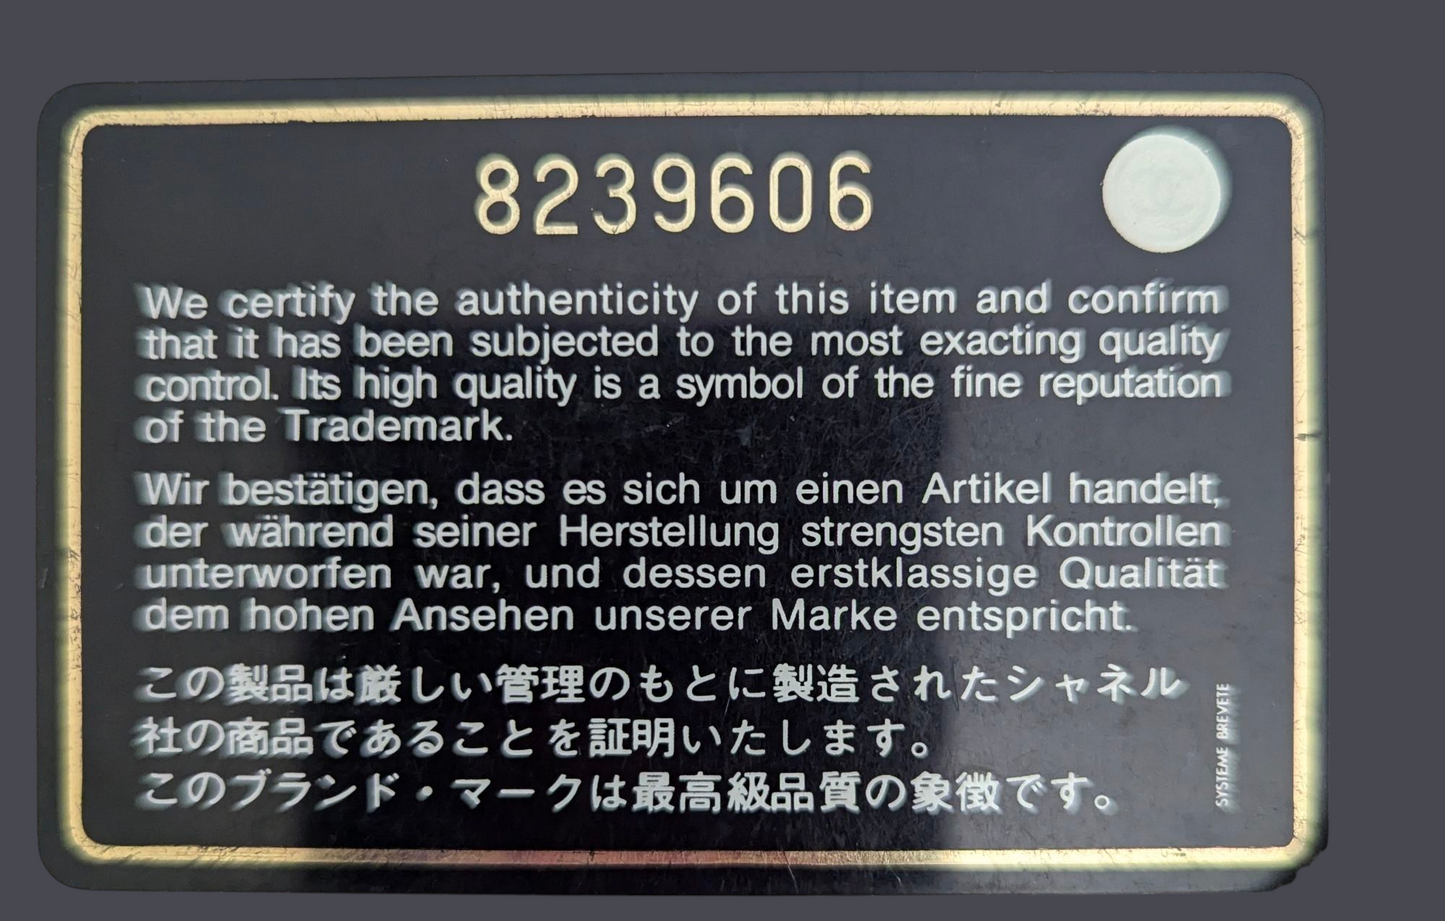 8239606
We certify the authenticity of this item and confirm
that it has been subjected to the most exacting quality
control. Its high quality is a symbol of the fine reputation
of the Trademark.
Wir bestätigen, dass es sich um einen Artikel handelt,
der während seiner Herstellung strengsten Kontrollen
unterworfen war, und dessen erstklassige Qualität
dem hohen Ansehen unserer Marke entspricht.
この製品は厳しい管理のもとに製造されたシャネル
社の商品であることを証明いたします。
このブランド・マークは最高級品質の象徴です。
SYSTEME BREVETE